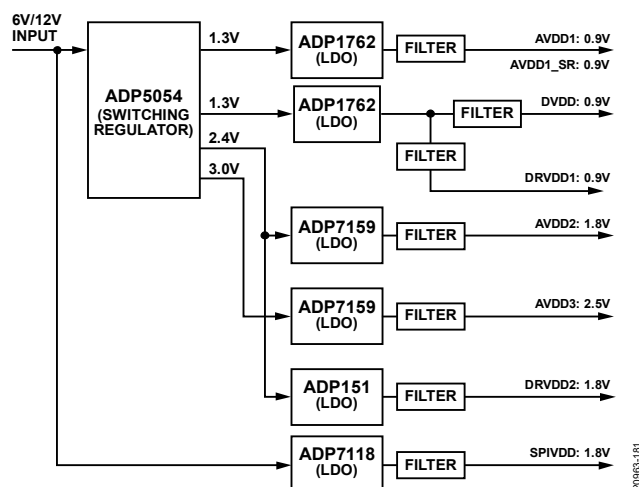 6V/12V
INPUT
ADP5054
(SWITCHING
REGULATOR)
1.3V
ADP1762
(LDO)
FILTER
AVDD1: 0.9V
AVDD1_SR: 0.9V
1.3V
ADP1762
(LDO)
FILTER
DVDD: 0.9V
FILTER
DRVDD1: 0.9V
2.4V
3.0V
ADP7159
(LDO)
FILTER
AVDD2: 1.8V
ADP7159
(LDO)
FILTER
AVDD3: 2.5V
ADP151
(LDO)
FILTER
DRVDD2: 1.8V
ADP7118
(LDO)
FILTER
SPIVDD: 1.8V
20963-181